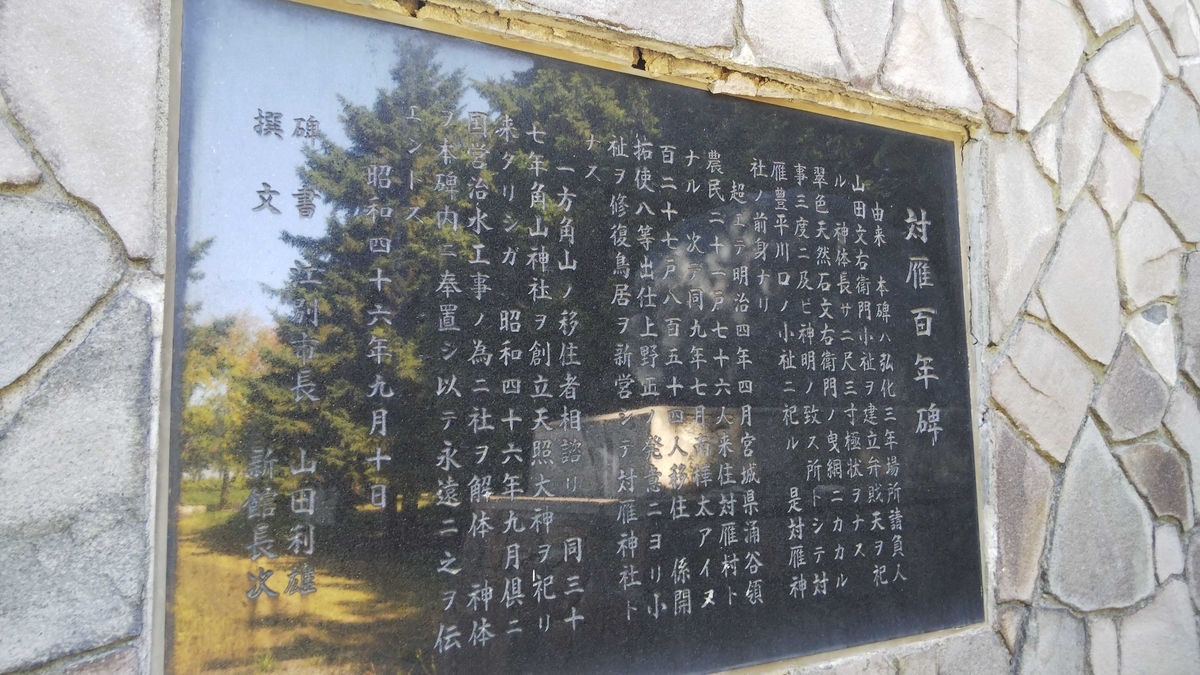 対雁百年碑
由来 本碑ハ弘化三年場所請負人
山田文右衛門小祉ヲ建立弁財天ヲ祀
ル 神体長サ二尺三寸極状ヲナス
翠色天然石文右衛門ノ曳網ニカカル
事三度ニ及ビ神明ノ致ス所トシテ対
雁豊平川口ノ小祉ニ祀ル 是対雁神
社ノ前身ナリ
超エテ明治四年四月宮城県涌谷領
農民二十一戸七十六人来住対雁村ト
ナル 次デ同九年七月南樺太アイヌ
百二十七戸八百五十四人移住 係開
拓使八等出仕上野正ノ発意ニヨリ小
祉ヲ修復鳥居ヲ新営シテ対雁神社ト
ナス
一方角山ノ移住者相諮リ 同三十
七年角山神社ヲ創立天照大神ヲ祀リ
来タリシガ 昭和四十六年九月倶ニ
国営治水工事ノ為ニ社ヲ解体 神体
ヲ本碑内ニ奉置シ以テ永遠ニ之ヲ伝
エントス
昭和四十六年九月十日
碑書 江別市長 山田利雄
撰文 新館長次